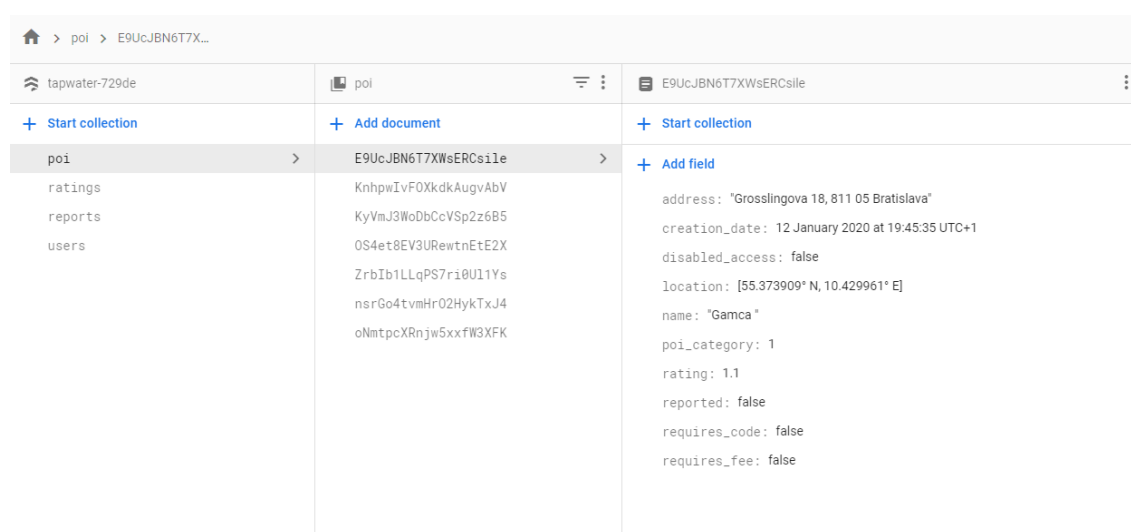 poi > E9UcJBN6T7X…
tapwater-729de
Start collection
poi
ratings
reports
users
poi
Add document
E9UcJBN6T7XWsERCsile
KnhpwIvFOXkdkAugvAbV
KyVmJ3WoDbCcVSp2z6B5
OS4et8EV3URewtnEtE2X
ZrbIb1LLqPS7ri0Ul1Ys
nsrGo4tvmHrO2HykTxJ4
oNmtpcXRnjw5xxfW3XFK
E9UcJBN6T7XWsERCsile
Start collection
Add field
address: "Grosslingova 18, 811 05 Bratislava"
creation_date: 12 January 2020 at 19:45:35 UTC+1
disabled_access: false
location: [55.373909° N, 10.429961° E]
name: "Gamca "
poi_category: 1
rating: 1.1
reported: false
requires_code: false
requires_fee: false